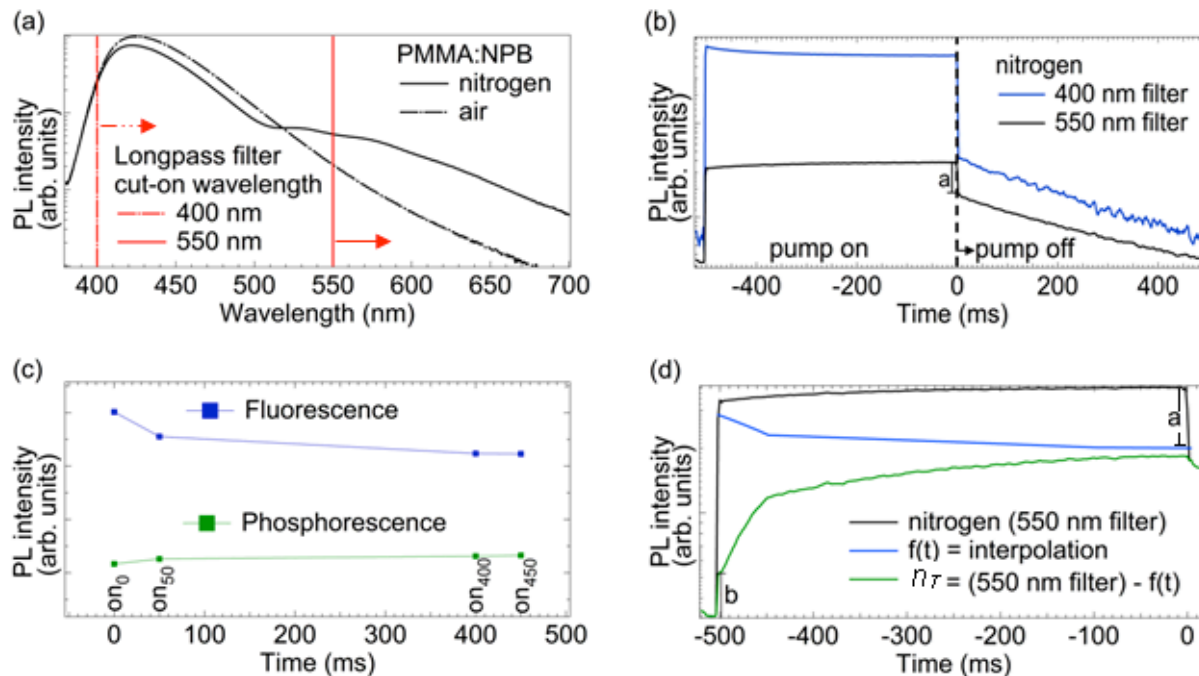 (a)
PMMA:NPB
nitrogen
air
Longpass filter
cut-on wavelength
400 nm
550 nm
PL intensity
(arb. units)
400 450 500 550 600 650 700
Wavelength (nm)
(b)
nitrogen
400 nm filter
550 nm filter
a
pump on
pump off
PL intensity
(arb. units)
-400 -200 0 200 400
Time (ms)
(c)
Fluorescence
Phosphorescence
on0
on50
on400
on450
PL intensity
(arb. units)
0 100 200 300 400 500
Time (ms)
(d)
a
b
nitrogen (550 nm filter)
f(t) = interpolation
nT = (550 nm filter) - f(t)
PL intensity
(arb. units)
-500 -400 -300 -200 -100 0
Time (ms)